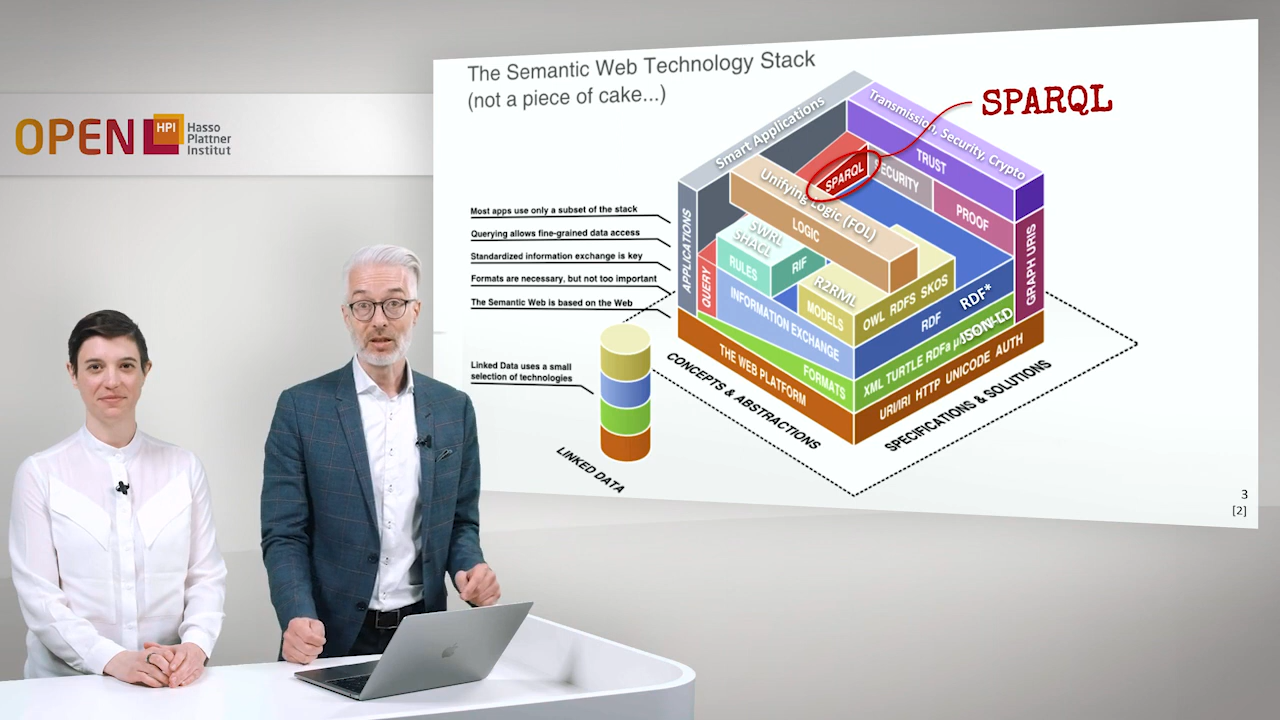 OPEN HPI Hasso
Plattner
Institut
The Semantic Web Technology Stack
(not a piece of cake...)
SPARQL
Smart Applications
Transmission, Security, Crypto
TRUST
SPARQL
SECURITY
PROOF
Unifying Logic (FOL)
LOGIC
Most apps use only a subset of the stack
Querying allows fine-grained data access
Standardized information exchange is key
Formats are necessary, but not too important
The Semantic Web is based on the Web
APPLICATIONS
QUERY
SWRL
SHACL
RULES
RIF
R2RML
MODELS
OWL RDFS SKOS
GRAPH URIS
INFORMATION EXCHANGE
RDF
RDF*
FORMATS
XML TURTLE RDFa
JSON-LD
THE WEB PLATFORM
URI/IRI HTTP UNICODE AUTH
Linked Data uses a small
selection of technologies
LINKED DATA
CONCEPTS & ABSTRACTIONS
SPECIFICATIONS & SOLUTIONS
3
[2]